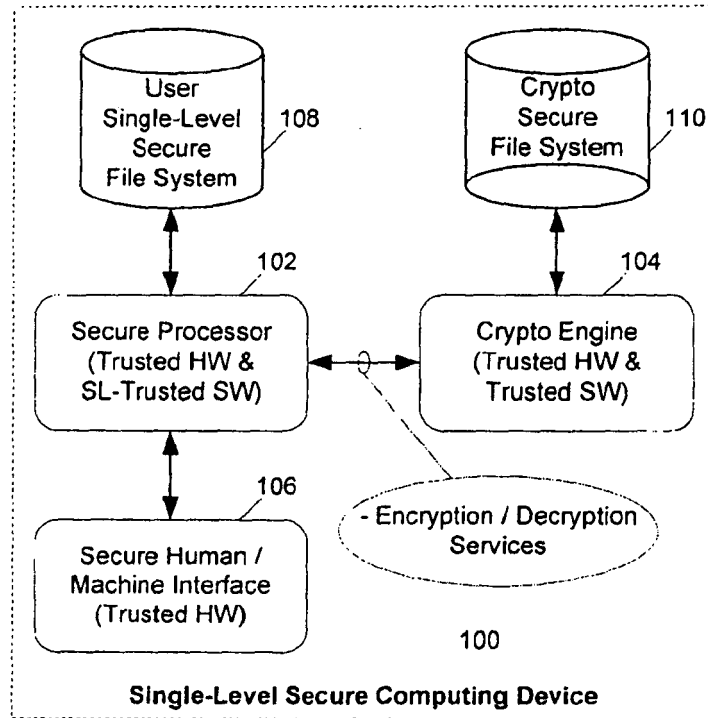 User
Single-Level
Secure
File System
108
Crypto
Secure
File System
110
102
Secure Processor
(Trusted HW &
SL-Trusted SW)
104
Crypto Engine
(Trusted HW &
Trusted SW)
106
Secure Human /
Machine Interface
(Trusted HW)
- Encryption / Decryption
Services
100
Single-Level Secure Computing Device